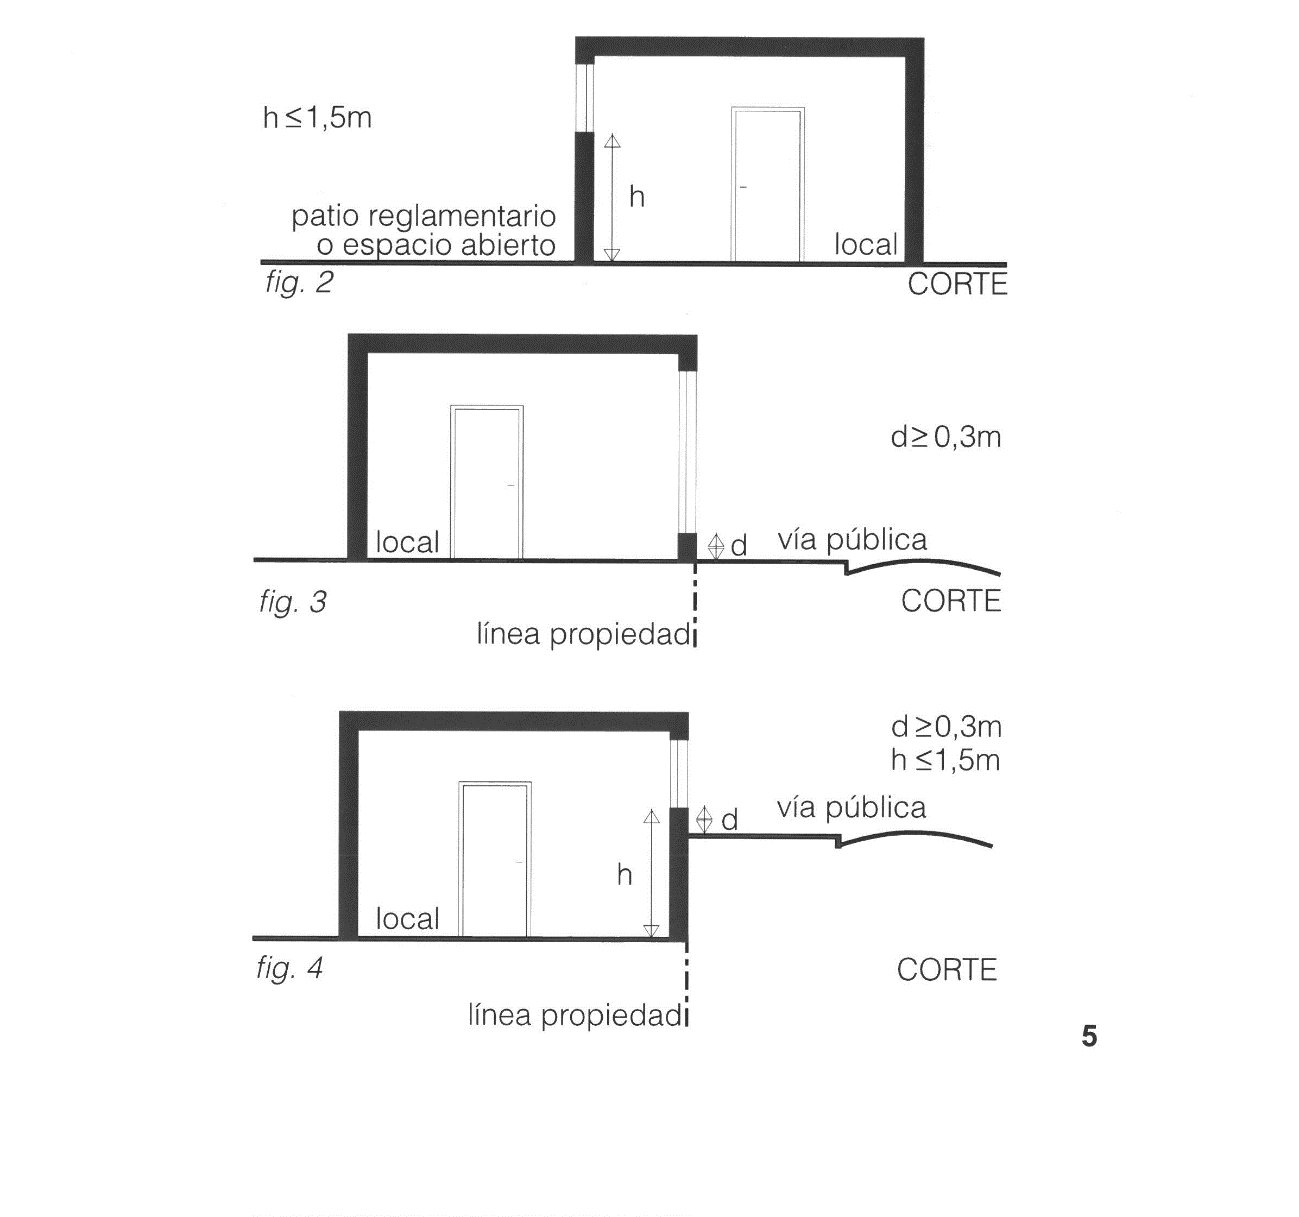 h ≤ 1,5m
h
patio reglamentario
o espacio abierto
local
fig. 2
CORTE
d ≥ 0,3m
local
d
vía pública
fig. 3
CORTE
línea propiedad
d ≥ 0,3m
h ≤ 1,5m
vía pública
d
h
local
fig. 4
CORTE
línea propiedad
5